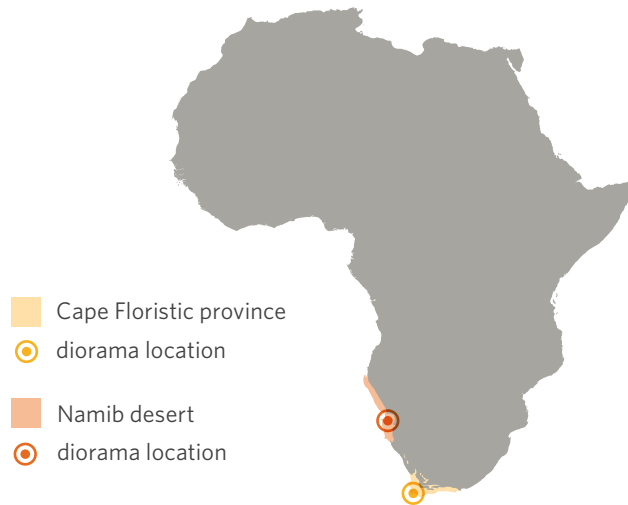 Cape Floristic province
diorama location
Namib desert
diorama location